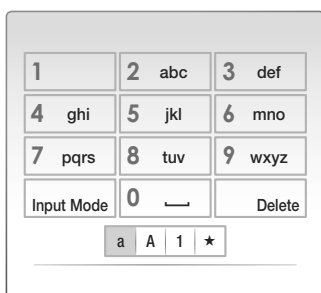 1 2 abc 3 def
4 ghi 5 jkl 6 mno
7 pqrs 8 tuv 9 wxyz
Input Mode 0 ⎵ Delete
a A 1 ★